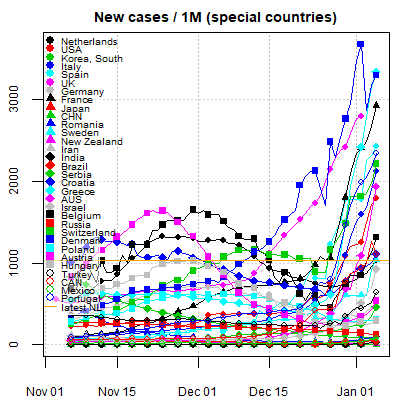 New cases / 1M (special countries)
Netherlands
USA
Korea, South
Italy
Spain
UK
Germany
France
Japan
CHN
Romania
Sweden
New Zealand
Iran
India
Brazil
Serbia
Croatia
Greece
AUS
Israel
Belgium
Russia
Switzerland
Denmark
Poland
Austria
Hungary
Turkey
CAN
Mexico
Portugal
latest NL
0
1000
2000
3000
Nov 01
Nov 15
Dec 01
Dec 15
Jan 01